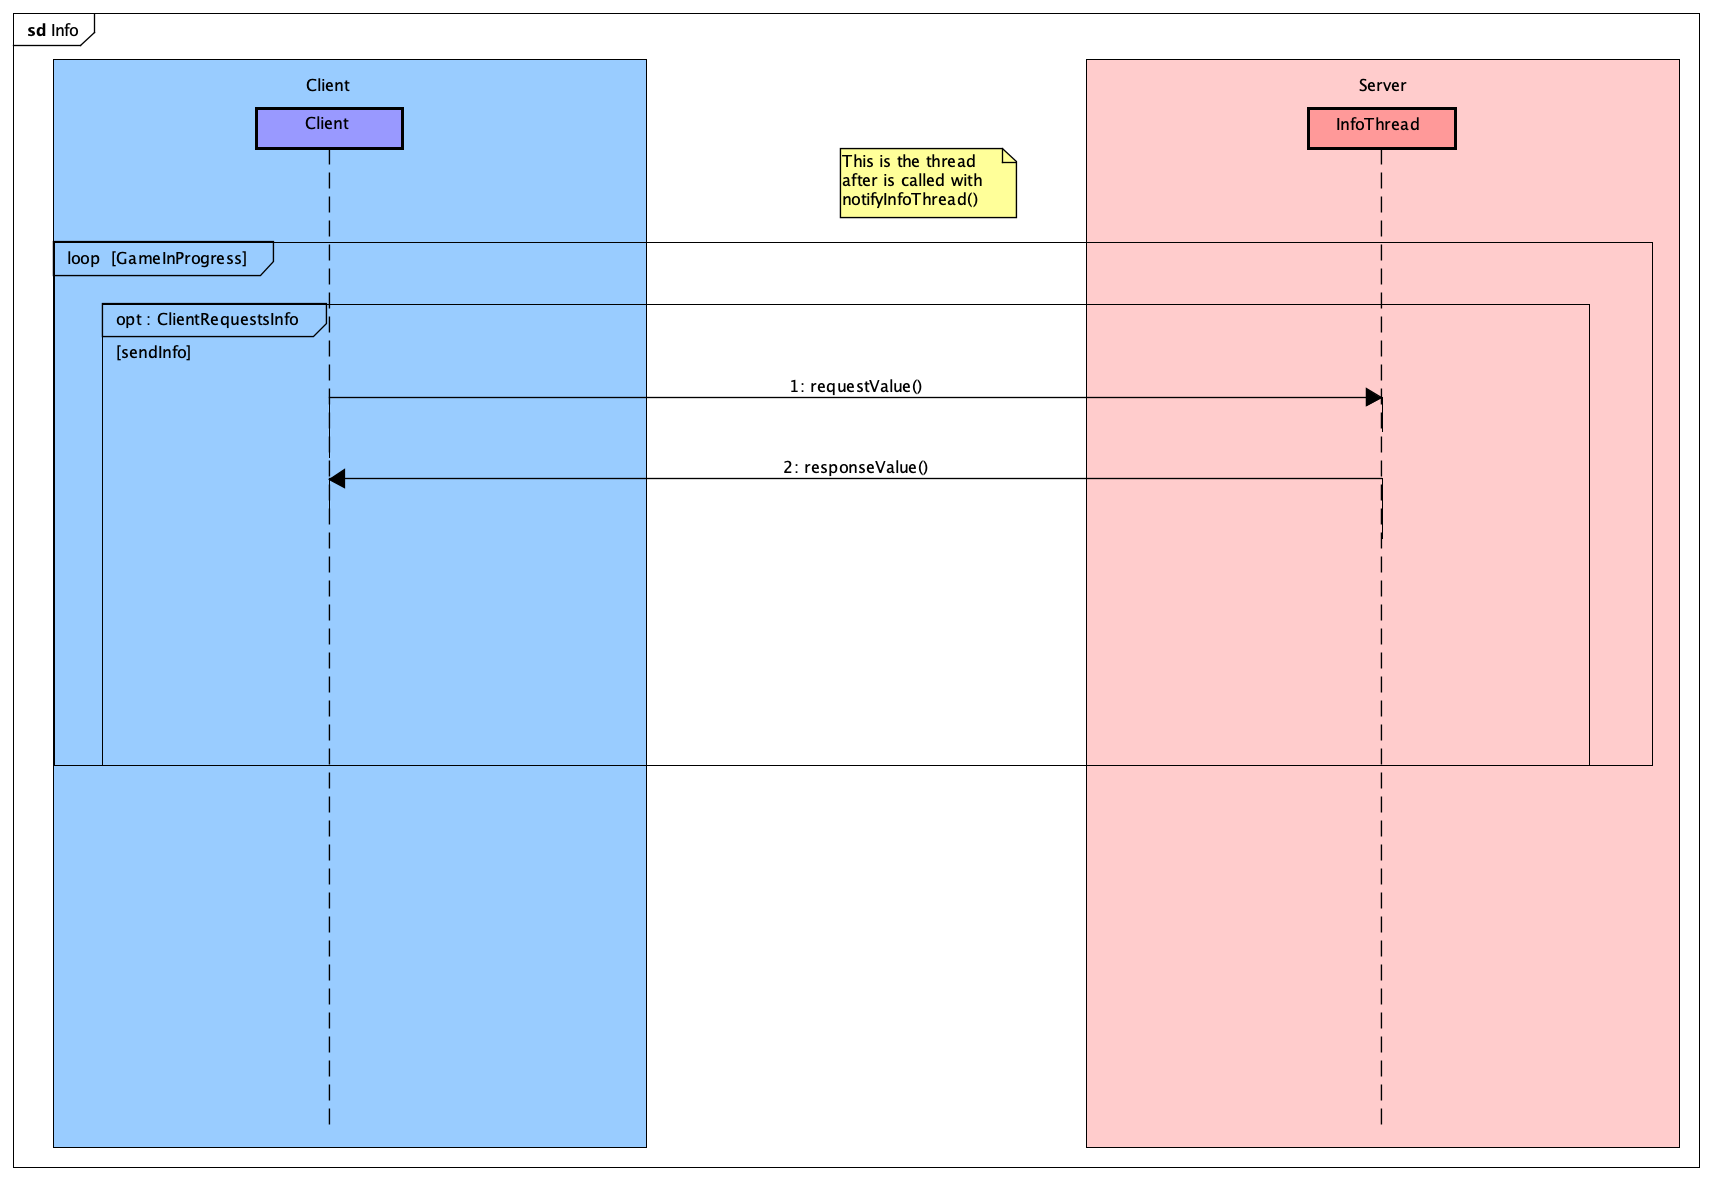 sd Info
Client
Server
Client
InfoThread
This is the thread
after is called with
notifyInfoThread()
loop [GameInProgress]
opt : ClientRequestsInfo
[sendInfo]
1: requestValue()
2: responseValue()